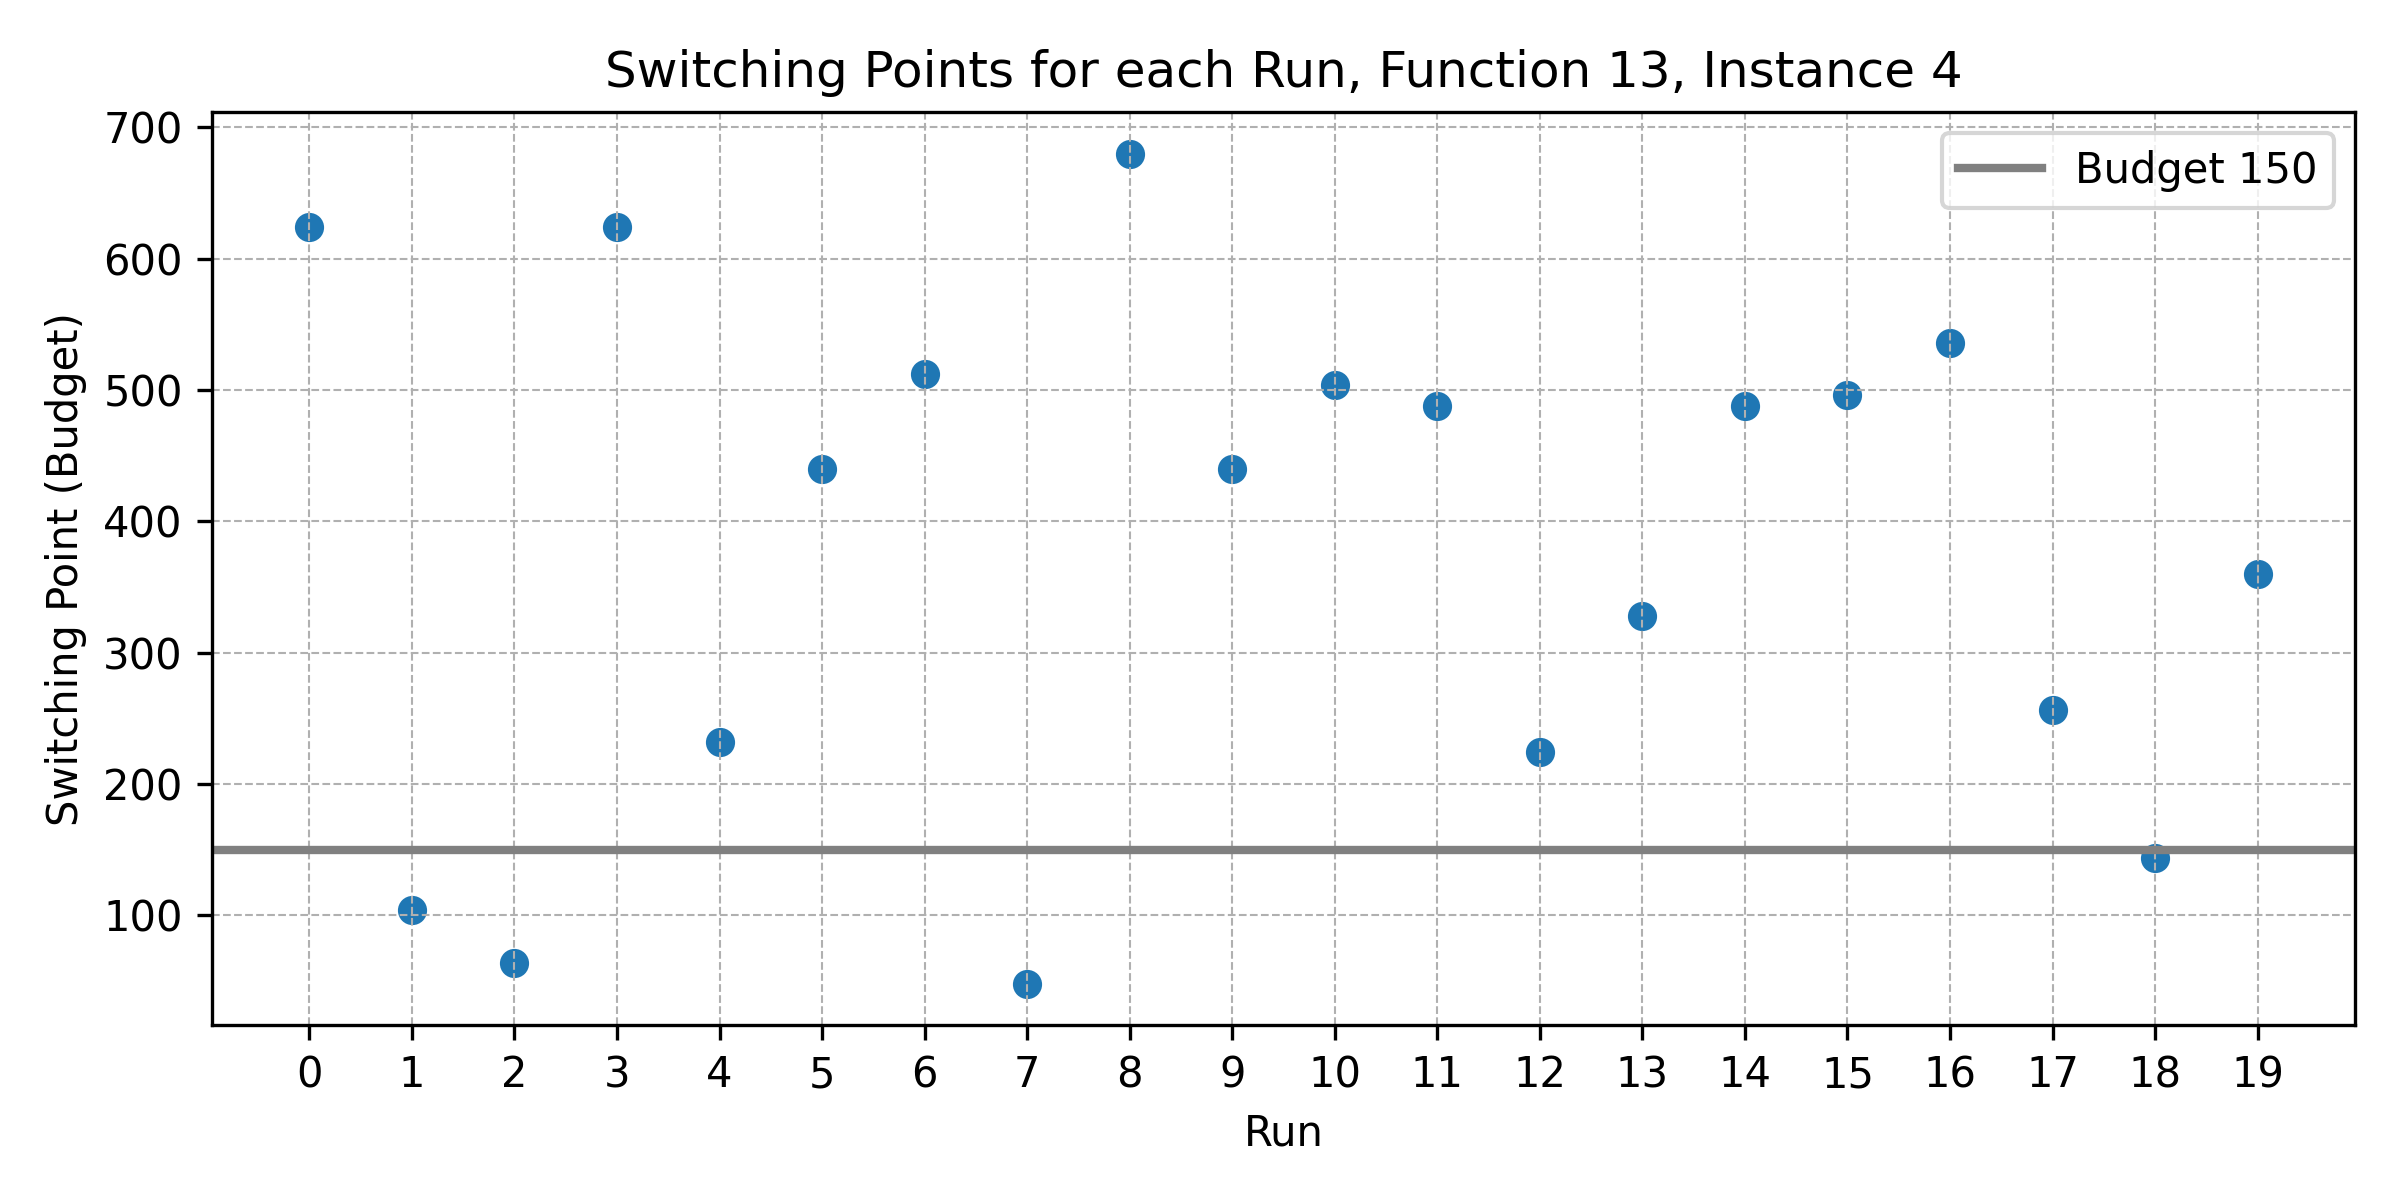 Switching Points for each Run, Function 13, Instance 4
Budget 150
Switching Point (Budget)
700
600
500
400
300
200
100
0 1 2 3 4 5 6 7 8 9 10 11 12 13 14 15 16 17 18 19
Run